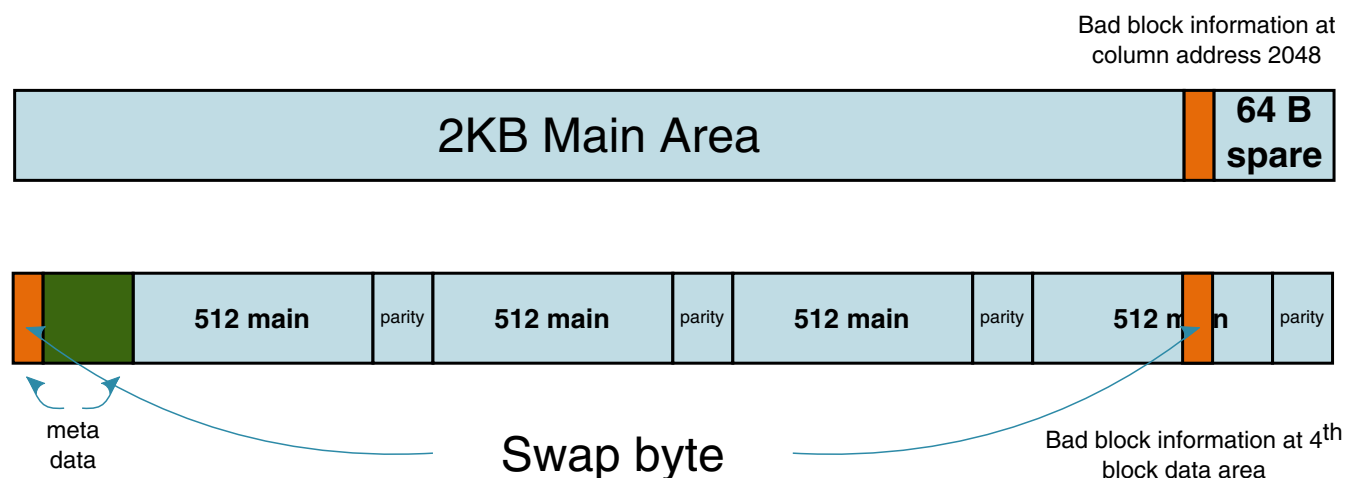 Bad block information at
column address 2048
2KB Main Area
64 B
spare
512 main
parity
512 main
parity
512 main
parity
512 m n
parity
meta
data
Swap byte
Bad block information at 4th
block data area